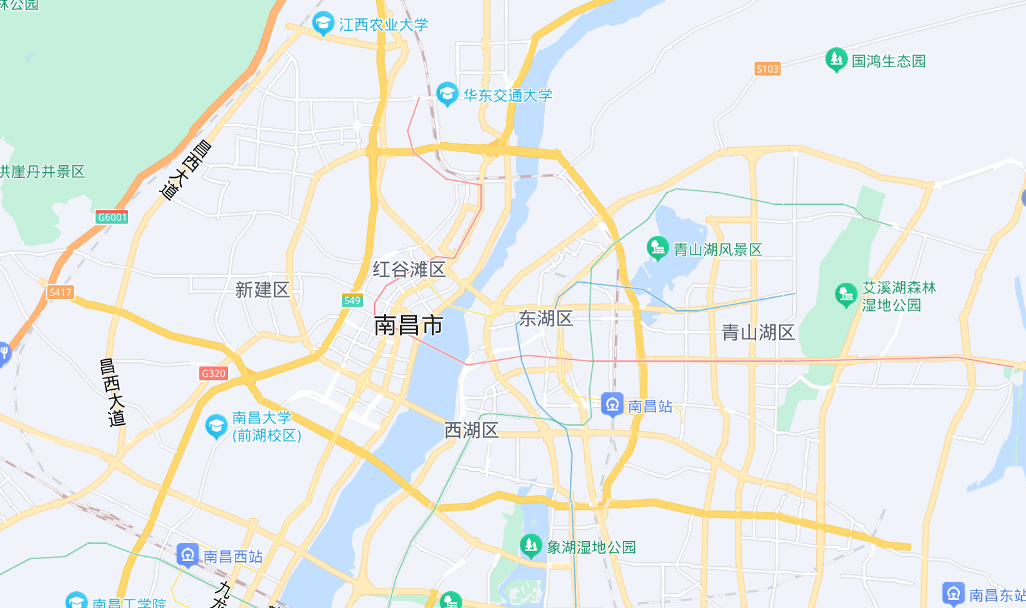 林公园
江西农业大学
国鸿生态园
S103
华东交通大学
昌西大道
洪崖丹井景区
G6001
青山湖风景区
红谷滩区
新建区
S417
S49
艾溪湖森林
湿地公园
东湖区
南昌市
青山湖区
G320
昌西大道
南昌站
南昌大学
(前湖校区)
西湖区
象湖湿地公园
南昌西站
南昌东站
南昌工学院
九龙